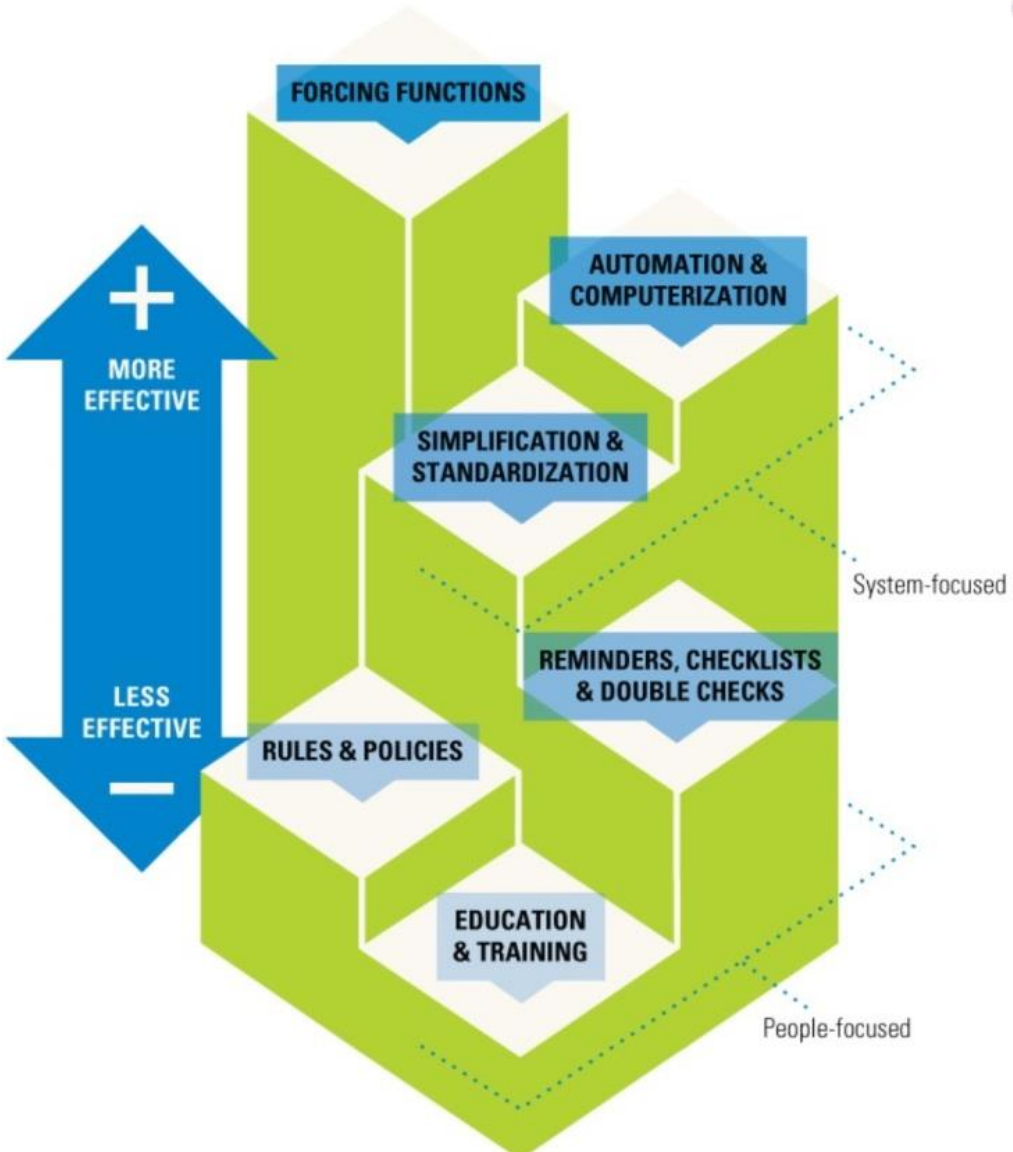 FORCING FUNCTIONS
AUTOMATION &
COMPUTERIZATION
+
MORE
EFFECTIVE
SIMPLIFICATION &
STANDARDIZATION
System-focused
REMINDERS, CHECKLISTS
& DOUBLE CHECKS
LESS
EFFECTIVE
−
RULES & POLICIES
EDUCATION
& TRAINING
People-focused